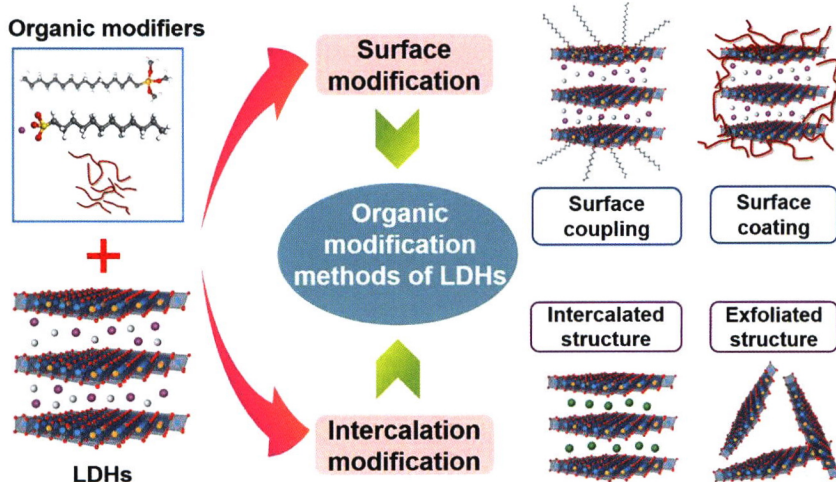 Organic modifiers
LDHs
Surface
modification
Organic
modification
methods of LDHs
Intercalation
modification
Surface
coupling
Surface
coating
Intercalated
structure
Exfoliated
structure